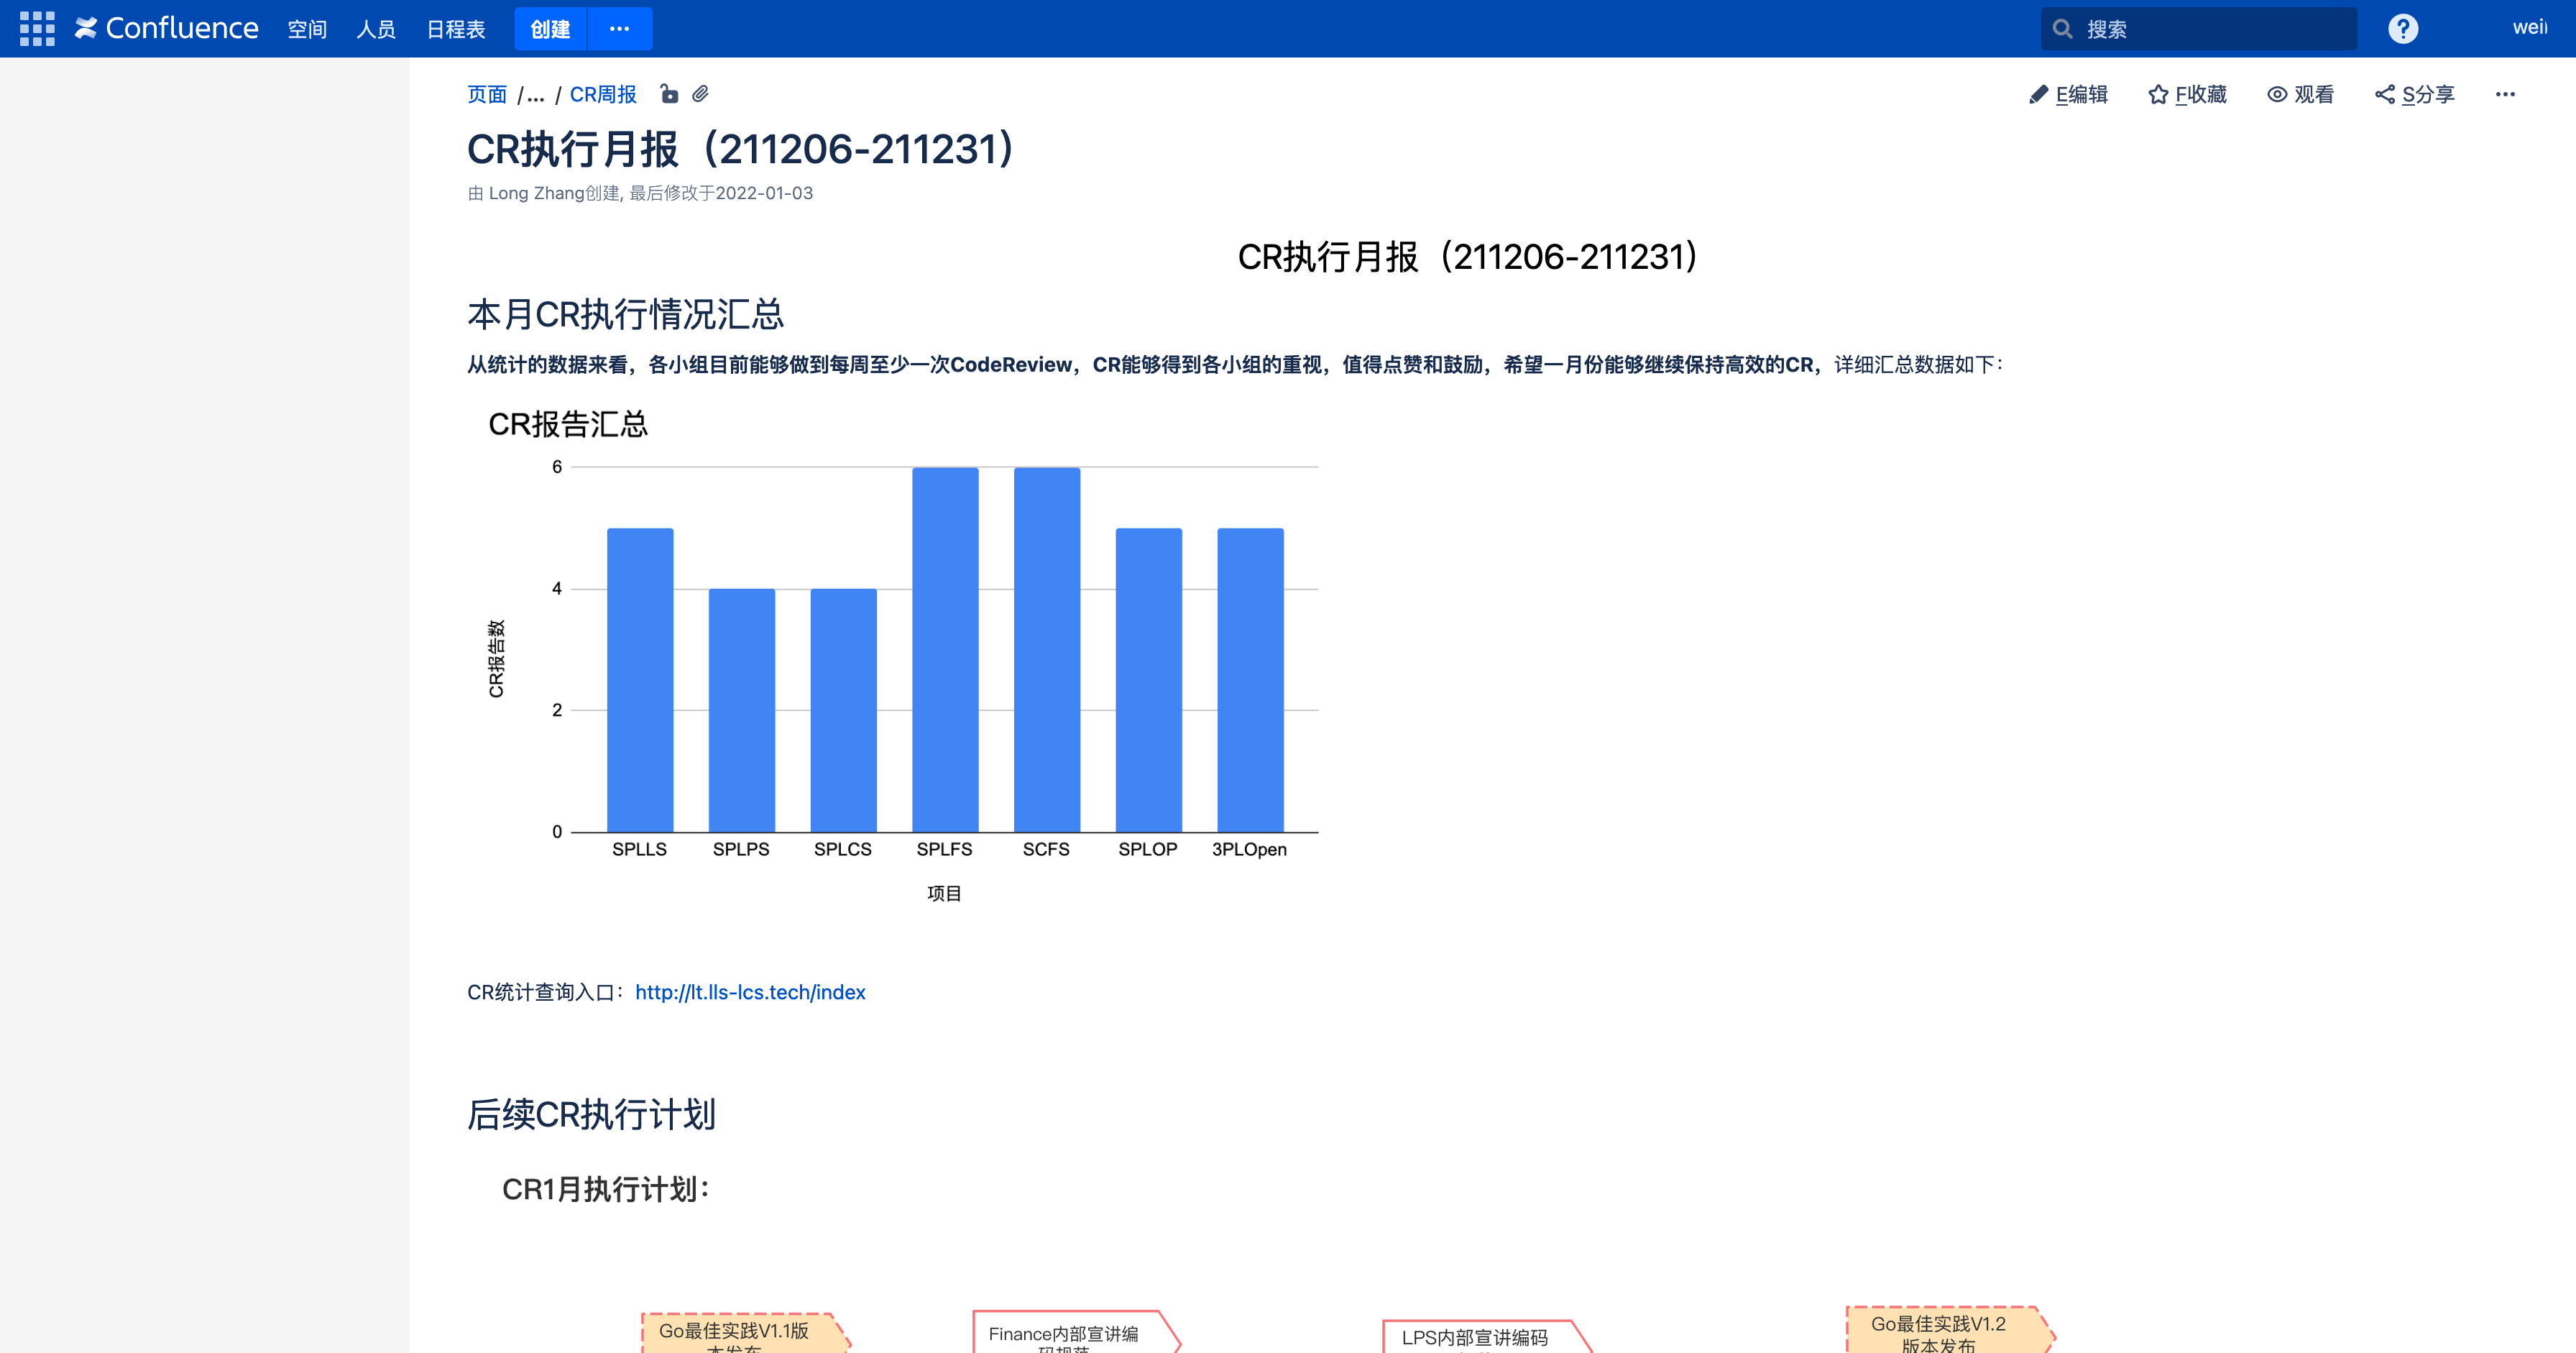 Confluence 空间 人员 日程表 创建 ··· 搜索 ? wei
页面 /... / CR周报 E编辑 F收藏 观看 S分享 ···
CR执行月报（211206-211231）
由 Long Zhang创建, 最后修改于2022-01-03
CR执行月报（211206-211231）
本月CR执行情况汇总
从统计的数据来看，各小组目前能够做到每周至少一次CodeReview，CR能够得到各小组的重视，值得点赞和鼓励，希望一月份能够继续保持高效的CR，详细汇总数据如下：
CR报告汇总
6
4
2
0
CR报告数
SPLLS SPLPS SPLCS SPLFS SCFS SPLOP 3PLOpen
项目
CR统计查询入口：http://lt.lls-lcs.tech/index
后续CR执行计划
CR1月执行计划：
Go最佳实践V1.1版
本发布
Finance内部宣讲编
码规范
LPS内部宣讲编码
Go最佳实践V1.2
版本发布